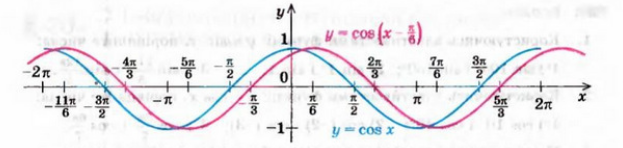 y
y = cos(x - π/6)
1
-2π -4π/3 -5π/6 -π/2 0 2π/3 7π/6 3π/2
-11π/6 -3π/2 -π -π/3 π/6 π/2 π 5π/3 2π x
-1 y = cos x